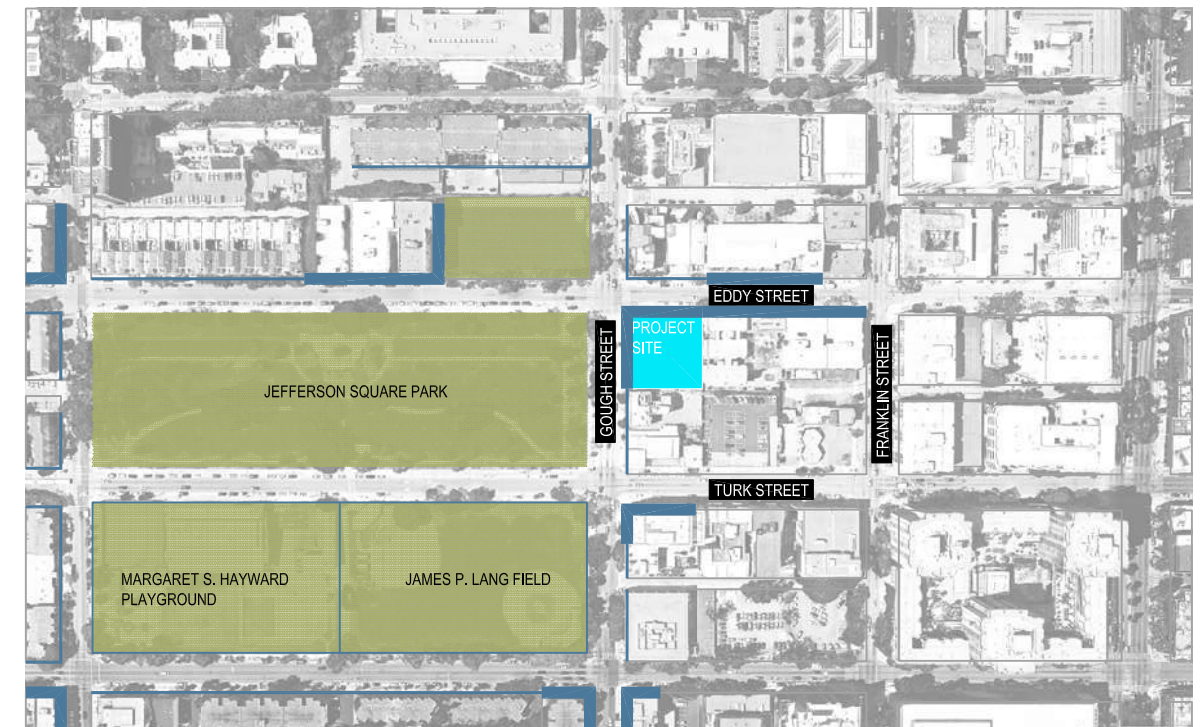 EDDY STREET
PROJECT
SITE
GOUGH STREET
FRANKLIN STREET
JEFFERSON SQUARE PARK
TURK STREET
MARGARET S. HAYWARD
PLAYGROUND
JAMES P. LANG FIELD